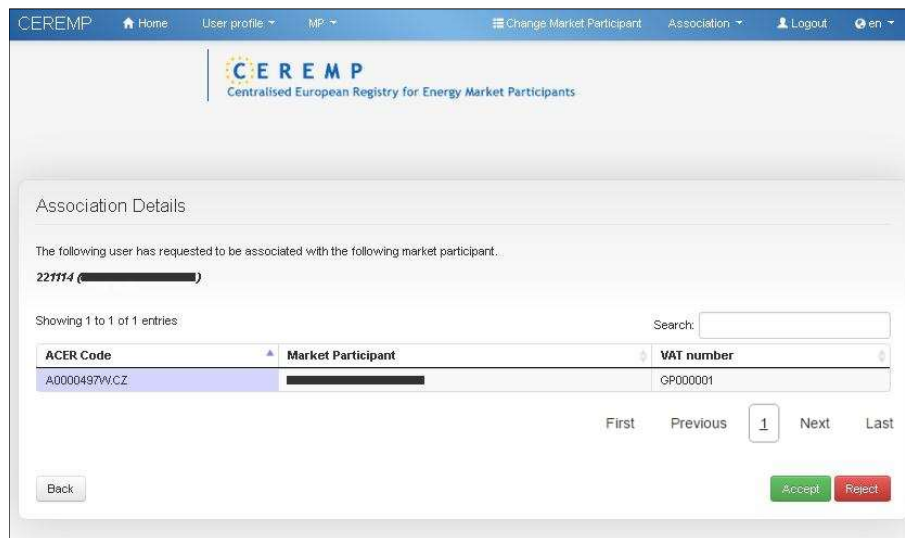 CEREMP Home User profile MP Change Market Participant Association Logout en
CEREMP
Centralised European Registry for Energy Market Participants
Association Details
The following user has requested to be associated with the following market participant.
221114 ( )
Showing 1 to 1 of 1 entries
Search:
ACER Code Market Participant VAT number
A0000497W.CZ GP000001
First Previous 1 Next Last
Back Accept Reject